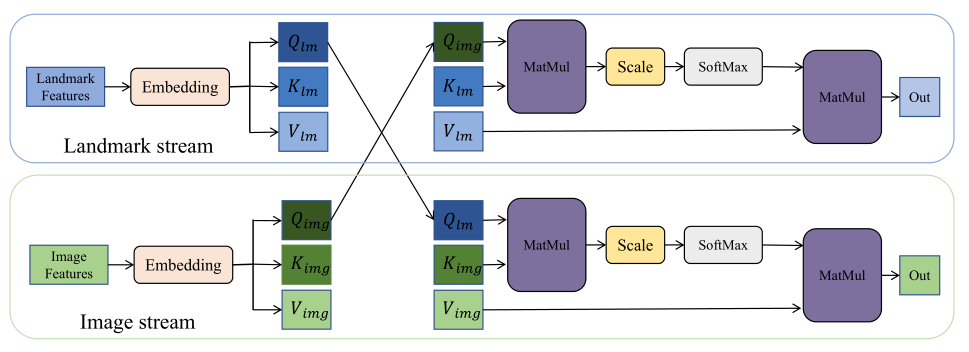 Landmark
Features
Embedding
Q_lm
K_lm
V_lm
Q_img
K_lm
V_lm
MatMul
Scale
SoftMax
MatMul
Out
Landmark stream
Image
Features
Embedding
Q_img
K_img
V_img
Q_lm
K_img
V_img
MatMul
Scale
SoftMax
MatMul
Out
Image stream